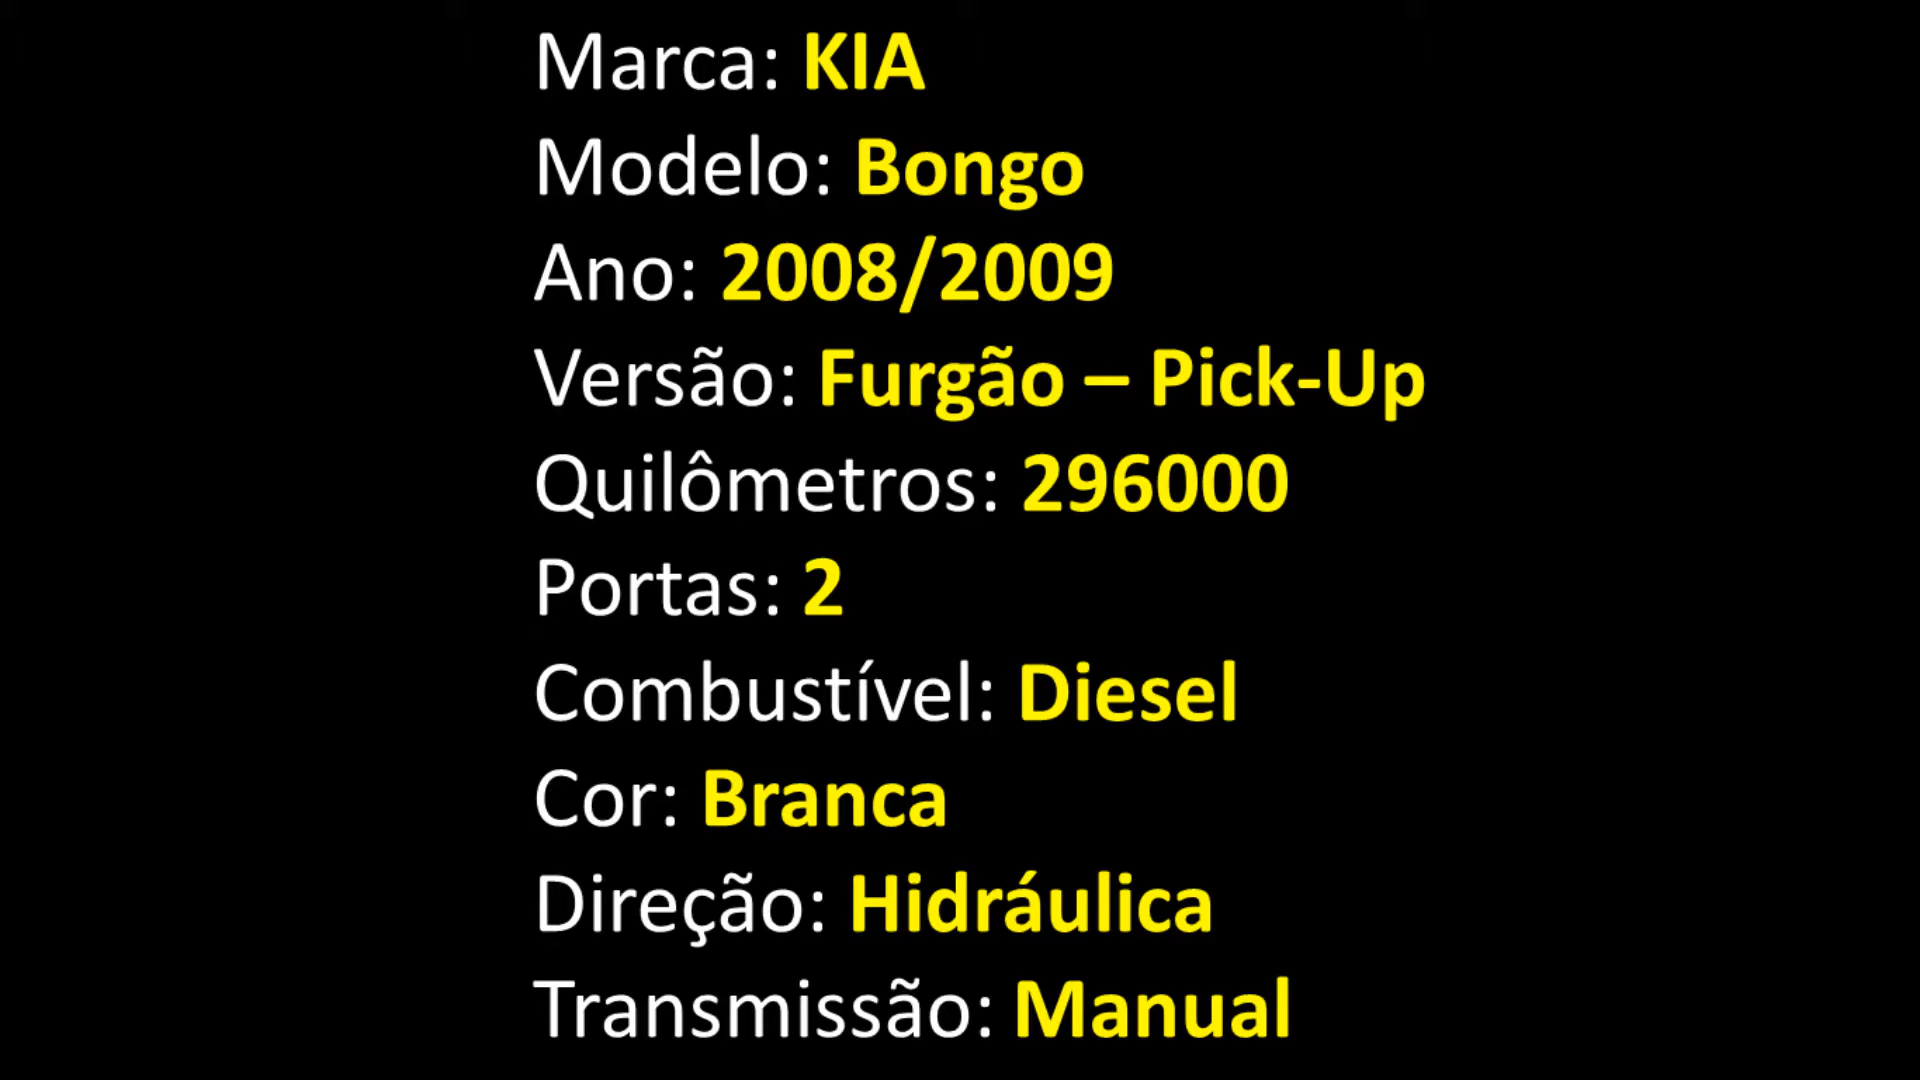 Marca: KIA
Modelo: Bongo
Ano: 2008/2009
Versão: Furgão – Pick-Up
Quilômetros: 296000
Portas: 2
Combustível: Diesel
Cor: Branca
Direção: Hidráulica
Transmissão: Manual